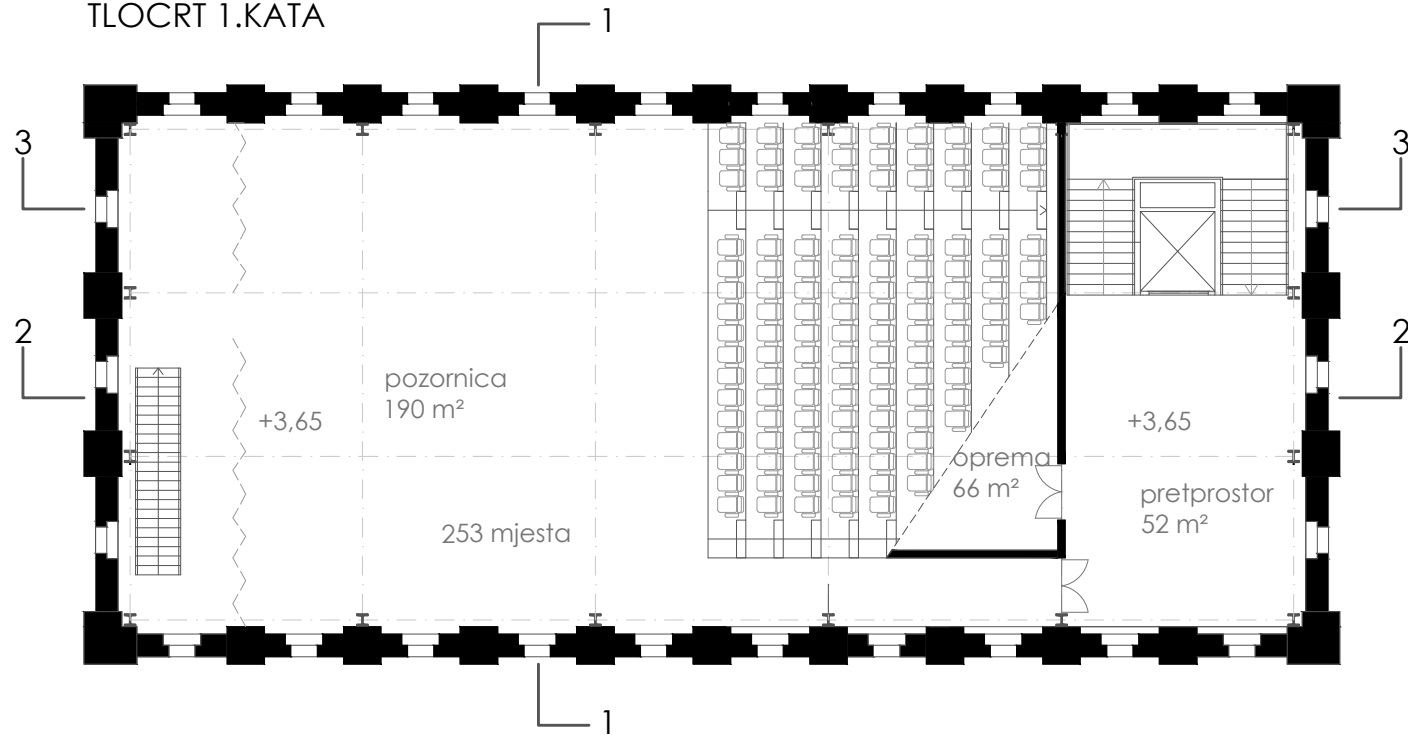 TLOCRT 1.KATA
1
3
3
2
2
pozornica
190 m²
+3,65
+3,65
oprema
66 m²
pretprostor
52 m²
253 mjesta
1